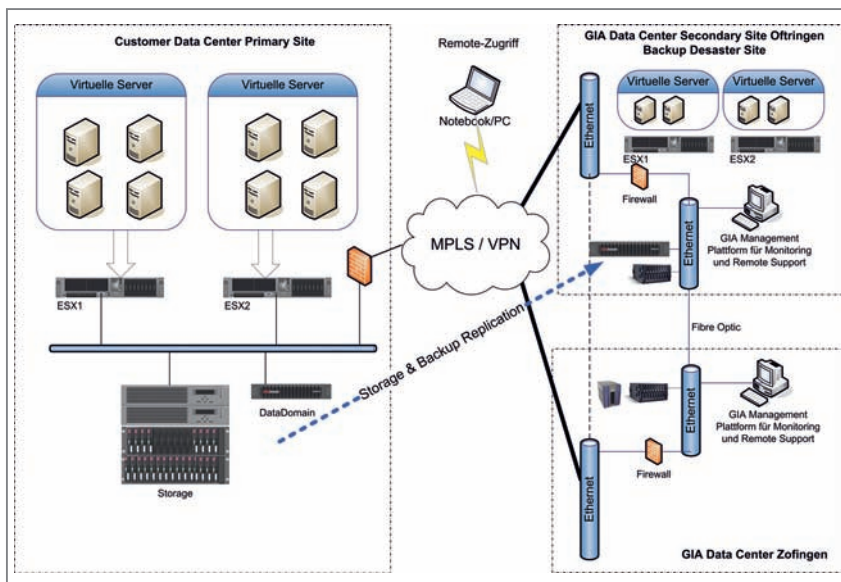 Customer Data Center Primary Site
Virtuelle Server
Virtuelle Server
ESX1
ESX2
DataDomain
Storage
Remote-Zugriff
Notebook/PC
MPLS / VPN
Storage & Backup Replication
GIA Data Center Secondary Site Oftringen
Backup Desaster Site
Ethernet
Virtuelle Server
Virtuelle Server
ESX1
ESX2
Firewall
Ethernet
GIA Management
Plattform für Monitoring
und Remote Support
Fibre Optic
Ethernet
GIA Management
Plattform für Monitoring
und Remote Support
Ethernet
Firewall
GIA Data Center Zofingen